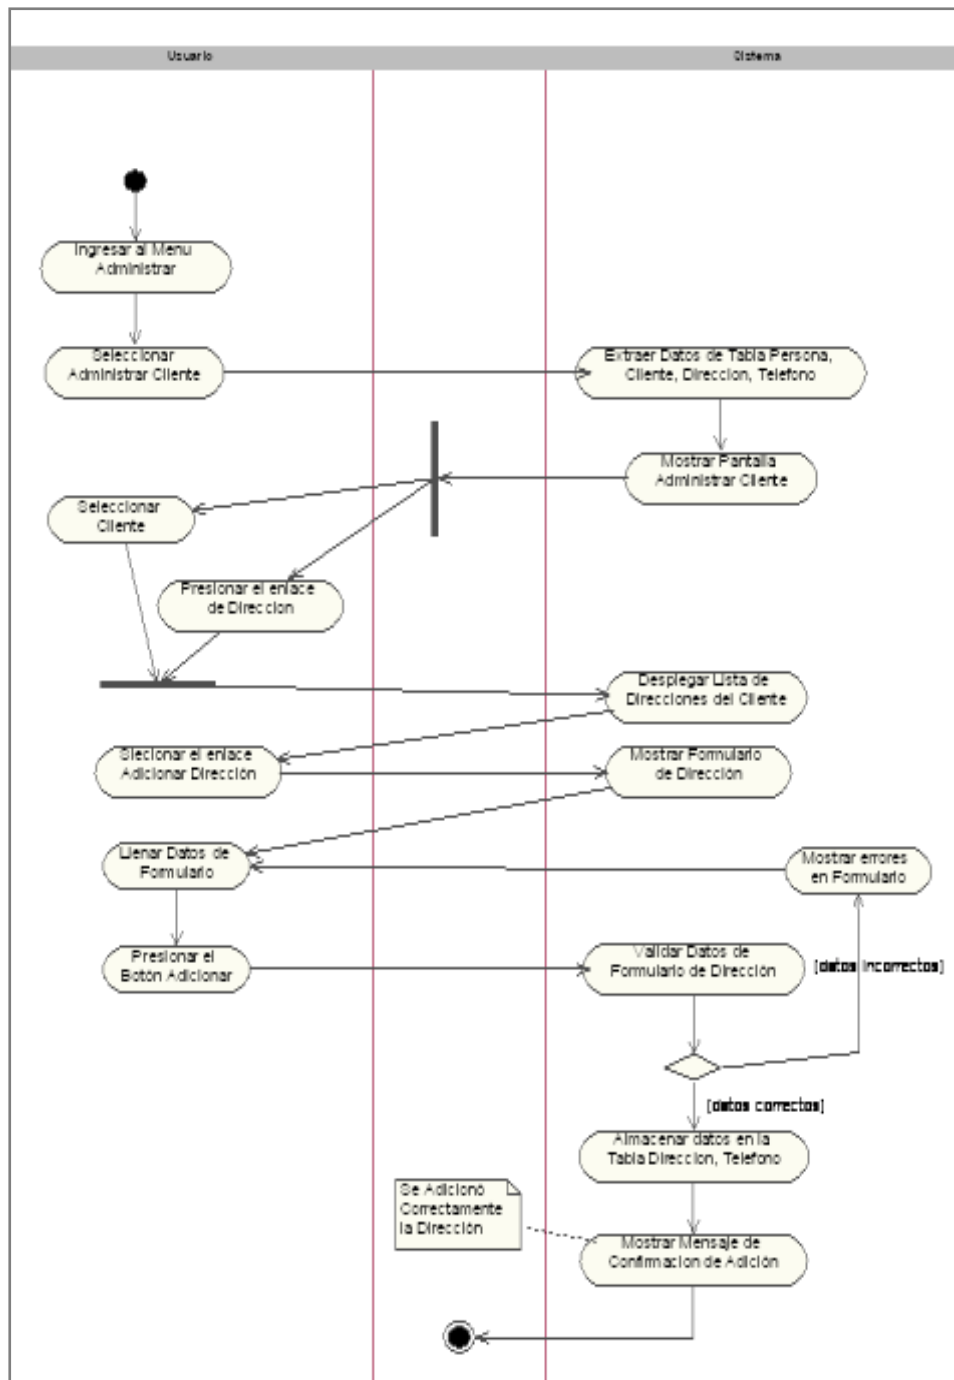 Usuario
Sistema
Ingresar al Menu
Administrar
Seleccionar
Administrar Cliente
Extraer Datos de Tabla Persona,
Cliente, Direccion, Telefono
Mostrar Pantalla
Administrar Cliente
Seleccionar
Cliente
Presionar el enlace
de Direccion
Desplegar Lista de
Direcciones del Cliente
Slecionar el enlace
Adicionar Dirección
Mostrar Formulario
de Dirección
Llenar Datos de
Formulario
Mostrar errores
en Formulario
Presionar el
Botón Adicionar
Validar Datos de
Formulario de Dirección
[datos incorrectos]
[datos correctos]
Almacenar datos en la
Tabla Direccion, Telefono
Se Adicionó
Correctamente
la Dirección
Mostrar Mensaje de
Confirmacion de Adición